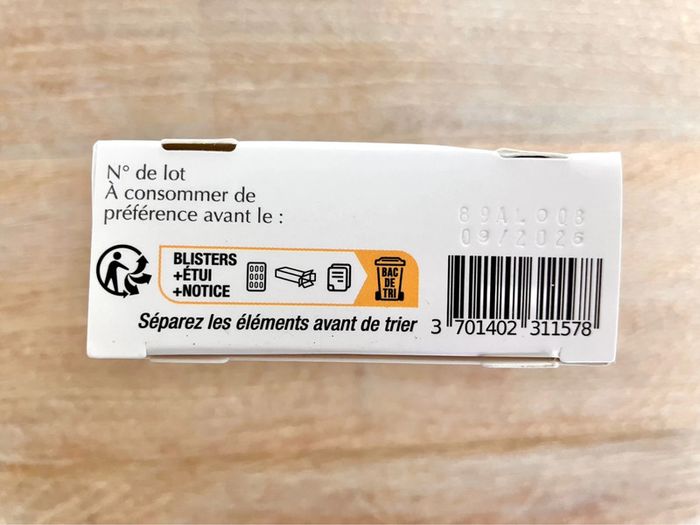 N° de lot
À consommer de
préférence avant le :
89AL006
09/2026
BLISTERS
+ÉTUI
+NOTICE
BAC
DE
TRI
Séparez les éléments avant de trier
3 701402 311578